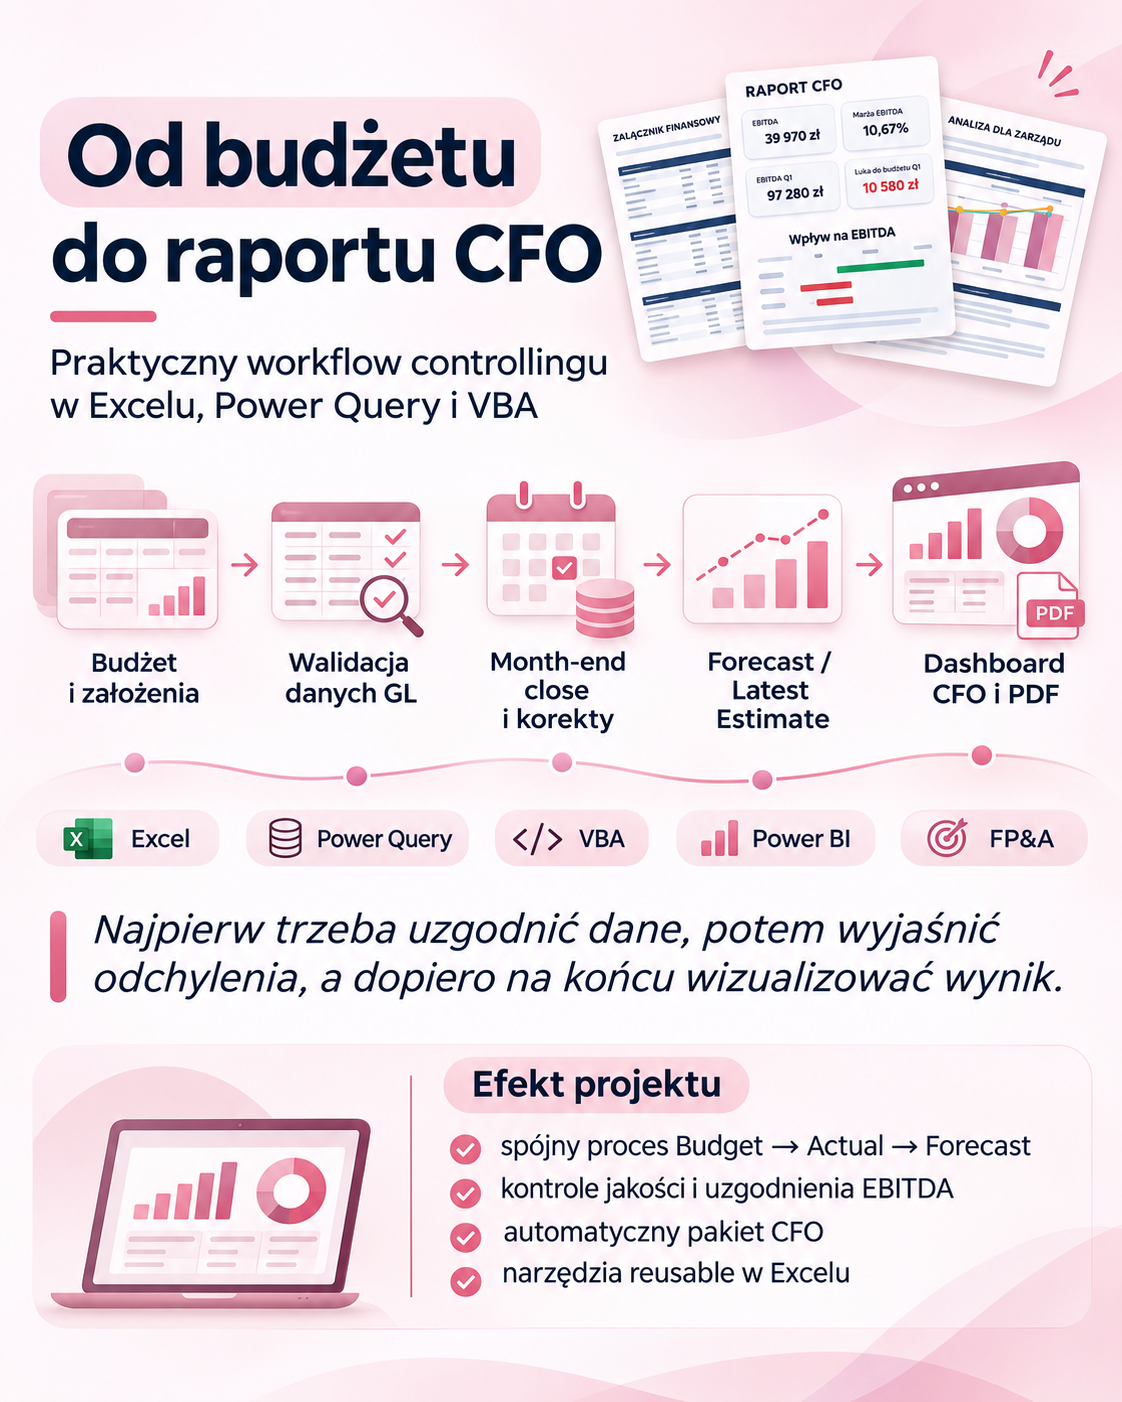 Od budżetu
do raportu CFO
Praktyczny workflow controllingu
w Excelu, Power Query i VBA
ZAŁĄCZNIK FINANSOWY
RAPORT CFO
EBITDA
39 970 zł
Marża EBITDA
10,67%
EBITDA Q1
97 280 zł
Luka do budżetu Q1
10 580 zł
Wpływ na EBITDA
ANALIZA DLA ZARZĄDU
Budżet
i założenia
Walidacja
danych GL
Month-end
close
i korekty
Forecast /
Latest
Estimate
PDF
Dashboard
CFO i PDF
X
Excel
Power Query
</> VBA
Power BI
FP&A
Najpierw trzeba uzgodnić dane, potem wyjaśnić
odchylenia, a dopiero na końcu wizualizować wynik.
Efekt projektu
spójny proces Budget → Actual → Forecast
kontrole jakości i uzgodnienia EBITDA
automatyczny pakiet CFO
narzędzia reusable w Excelu